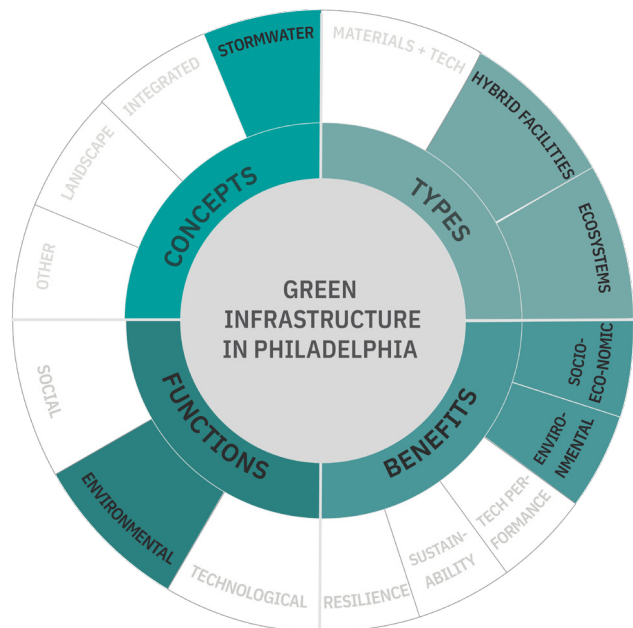 GREEN
INFRASTRUCTURE
IN PHILADELPHIA
CONCEPTS
TYPES
BENEFITS
FUNCTIONS
STORMWATER
INTEGRATED
LANDSCAPE
OTHER
MATERIALS + TECH
HYBRID FACILITIES
ECOSYSTEMS
SOCIO-
ECO-NOMIC
ENVIRO-
NMENTAL
TECH PER-
FORMANCE
SUSTAIN-
ABILITY
RESILIENCE
TECHNOLOGICAL
ENVIRONMENTAL
SOCIAL